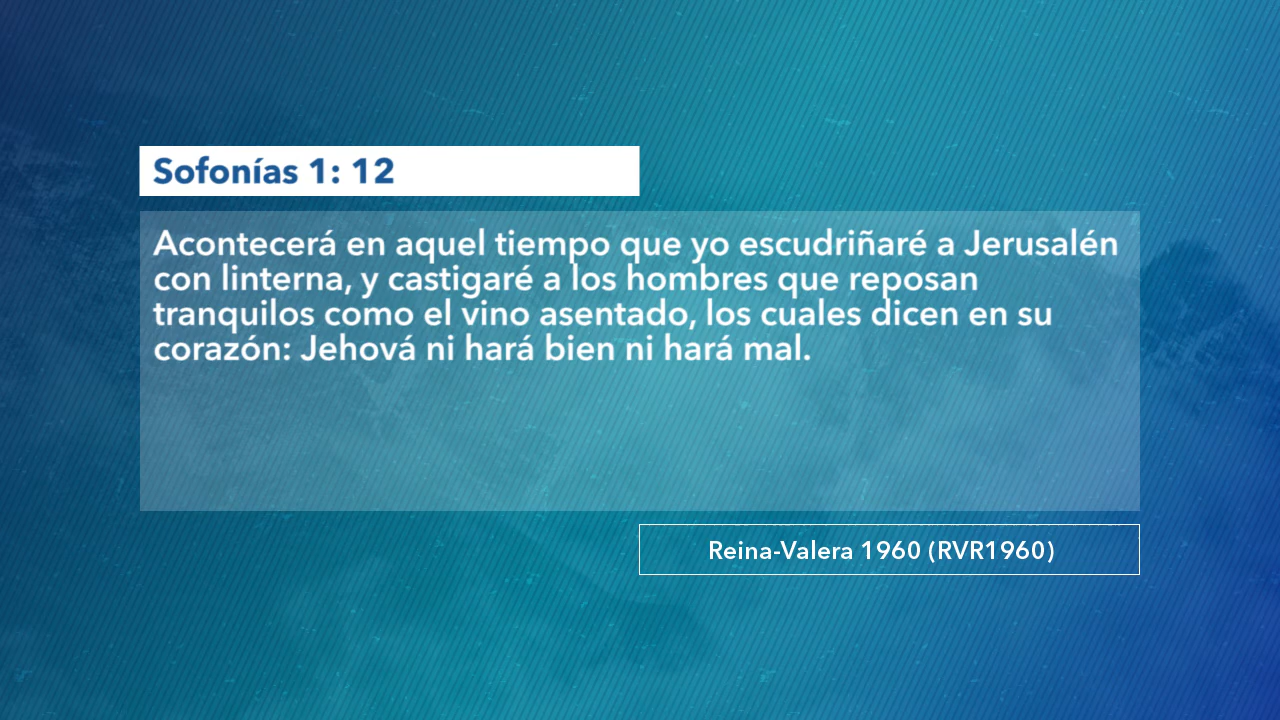 Sofonías 1: 12
Acontecerá en aquel tiempo que yo escudriñaré a Jerusalén
con linterna, y castigaré a los hombres que reposan
tranquilos como el vino asentado, los cuales dicen en su
corazón: Jehová ni hará bien ni hará mal.
Reina-Valera 1960 (RVR1960)